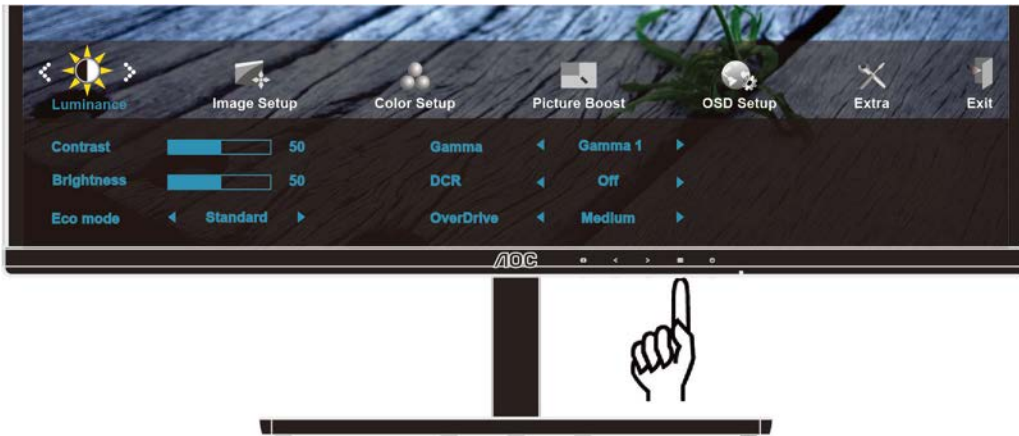 Luminance Image Setup Color Setup Picture Boost OSD Setup Extra Exit
Contrast 50 Gamma Gamma 1
Brightness 50 DCR Off
Eco mode Standard OverDrive Medium
AOC